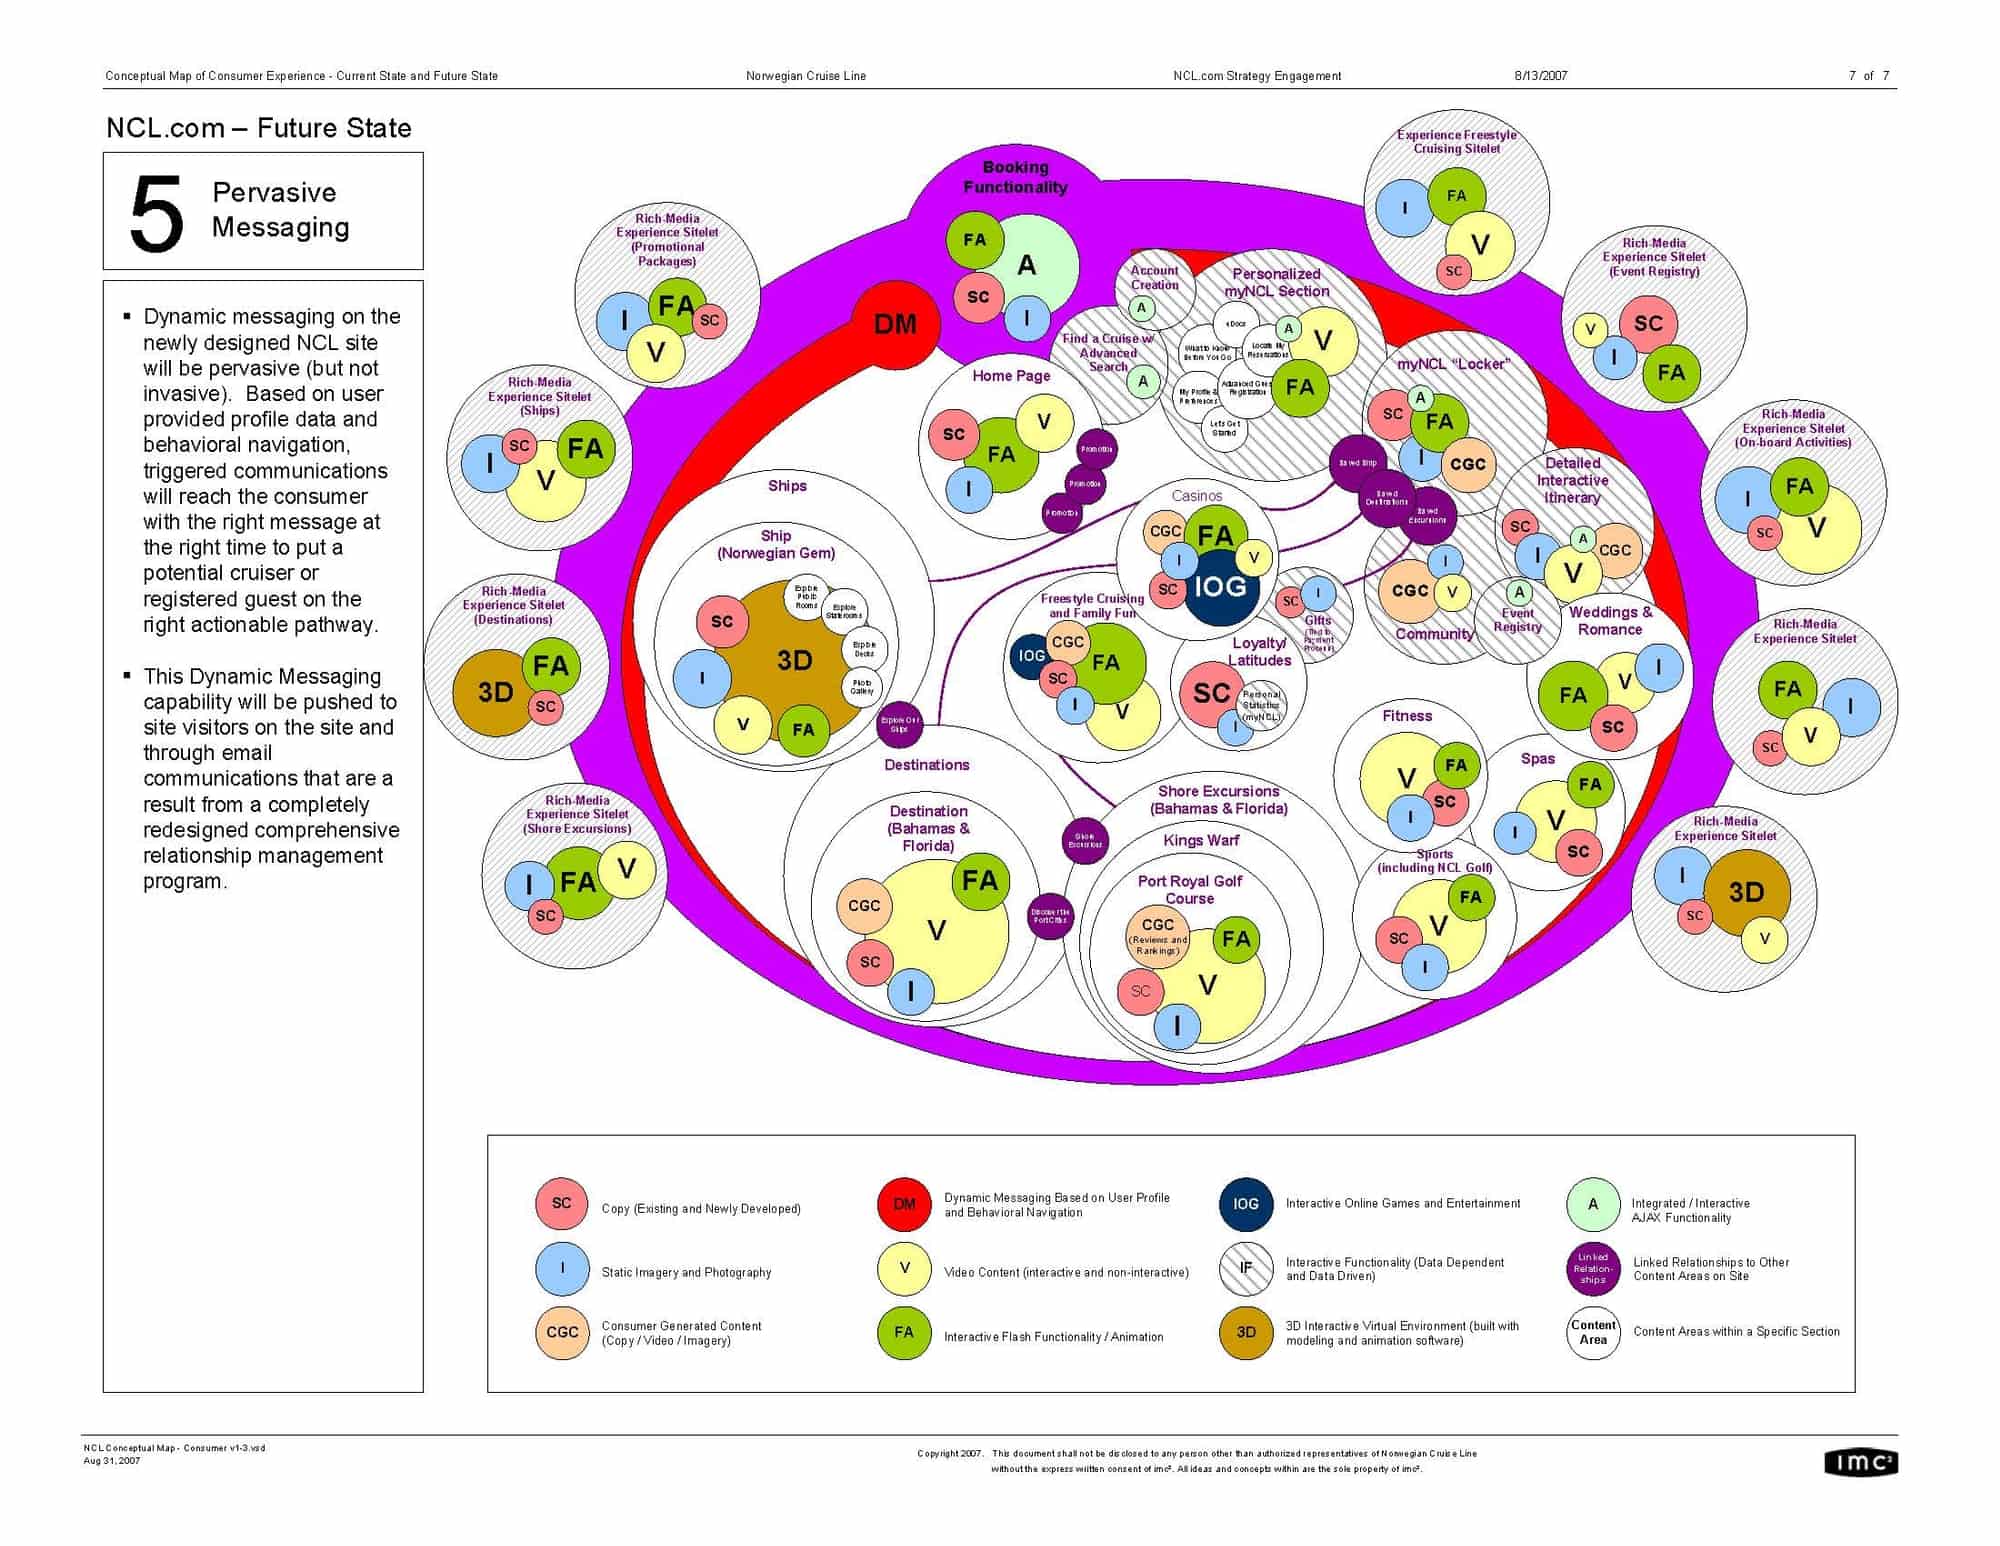 Conceptual Map of Consumer Experience - Current State and Future State
Norwegian Cruise Line
NCL.com Strategy Engagement
8/13/2007
7 of 7
NCL.com – Future State
5
Pervasive
Messaging
▪ Dynamic messaging on the
newly designed NCL site
will be pervasive (but not
invasive). Based on user
provided profile data and
behavioral navigation,
triggered communications
will reach the consumer
with the right message at
the right time to put a
potential cruiser or
registered guest on the
right actionable pathway.
▪ This Dynamic Messaging
capability will be pushed to
site visitors on the site and
through email
communications that are a
result from a completely
redesigned comprehensive
relationship management
program.
Rich-Media
Experience Sitelet
(Promotional
Packages)
I
FA
SC
V
Rich-Media
Experience Sitelet
(Ships)
I
SC
FA
V
Rich-Media
Experience Sitelet
(Destinations)
3D
FA
SC
Rich-Media
Experience Sitelet
(Shore Excursions)
I
FA
V
SC
Booking
Functionality
FA
A
SC
I
DM
Home Page
SC
V
FA
I
Promotion
Promotion
Promotion
Account
Creation
A
Find a Cruise w/
Advanced
Search
A
Personalized
myNCL Section
eDocs
What to Know
Before You Go
Locate My
Reservations
A
V
My Profile &
Preferences
Advanced Guest
Registration
FA
Let's Get
Started
myNCL “Locker”
SC
A
FA
I
CGC
Saved Ship
Saved
Destinations
Saved
Excursions
Detailed
Interactive
Itinerary
SC
I
A
CGC
V
I
CGC
V
Community
A
Event
Registry
Weddings &
Romance
FA
V
I
SC
Casinos
CGC
FA
I
V
SC
IOG
SC
I
Gifts
(Tied to
Payment
Process)
Freestyle Cruising
and Family Fun
IOG
CGC
FA
SC
I
V
Loyalty/
Latitudes
SC
Personal
Statistics
(myNCL)
I
Ships
Ship
(Norwegian Gem)
SC
3D
I
V
FA
Explore
Public
Rooms
Explore
Staterooms
Explore
Decks
Photo
Gallery
Explore Our
Ships
Destinations
Destination
(Bahamas &
Florida)
CGC
FA
V
SC
I
Shore
Excursions
Discover the
Port Cities
Shore Excursions
(Bahamas & Florida)
Kings Warf
Port Royal Golf
Course
CGC
(Reviews and
Rankings)
FA
SC
V
I
Fitness
V
FA
SC
I
Spas
FA
I
V
SC
Sports
(including NCL Golf)
FA
SC
V
I
Experience Freestyle
Cruising Sitelet
I
FA
V
SC
Rich-Media
Experience Sitelet
(Event Registry)
V
SC
I
FA
Rich-Media
Experience Sitelet
(On-board Activities)
I
FA
SC
V
Rich-Media
Experience Sitelet
FA
I
SC
V
Rich-Media
Experience Sitelet
I
3D
SC
V
SC
Copy (Existing and Newly Developed)
DM
Dynamic Messaging Based on User Profile
and Behavioral Navigation
IOG
Interactive Online Games and Entertainment
A
Integrated / Interactive
AJAX Functionality
I
Static Imagery and Photography
V
Video Content (interactive and non-interactive)
IF
Interactive Functionality (Data Dependent
and Data Driven)
Linked
Relation-
ships
Linked Relationships to Other
Content Areas on Site
CGC
Consumer Generated Content
(Copy / Video / Imagery)
FA
Interactive Flash Functionality / Animation
3D
3D Interactive Virtual Environment (built with
modeling and animation software)
Content
Area
Content Areas within a Specific Section
NCL Conceptual Map - Consumer v1-3.vsd
Aug 31, 2007
Copyright 2007. This document shall not be disclosed to any person other than authorized representatives of Norwegian Cruise Line
without the express written consent of imc². All ideas and concepts within are the sole property of imc².
imc²